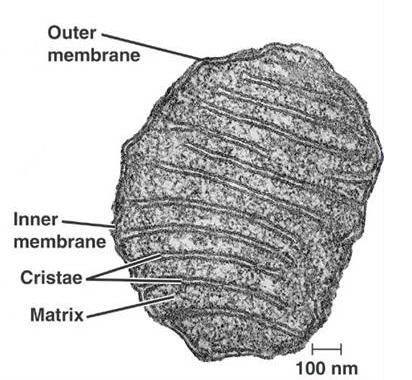 Outer
membrane
Inner
membrane
Cristae
Matrix
100 nm